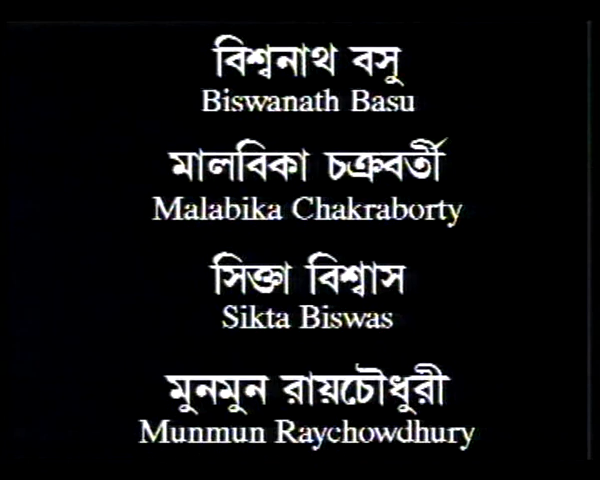 বিশ্বনাথ বসু
Biswanath Basu
মালবিকা চক্রবর্তী
Malabika Chakraborty
সিক্তা বিশ্বাস
Sikta Biswas
মুনমুন রায়চৌধুরী
Munmun Raychowdhury